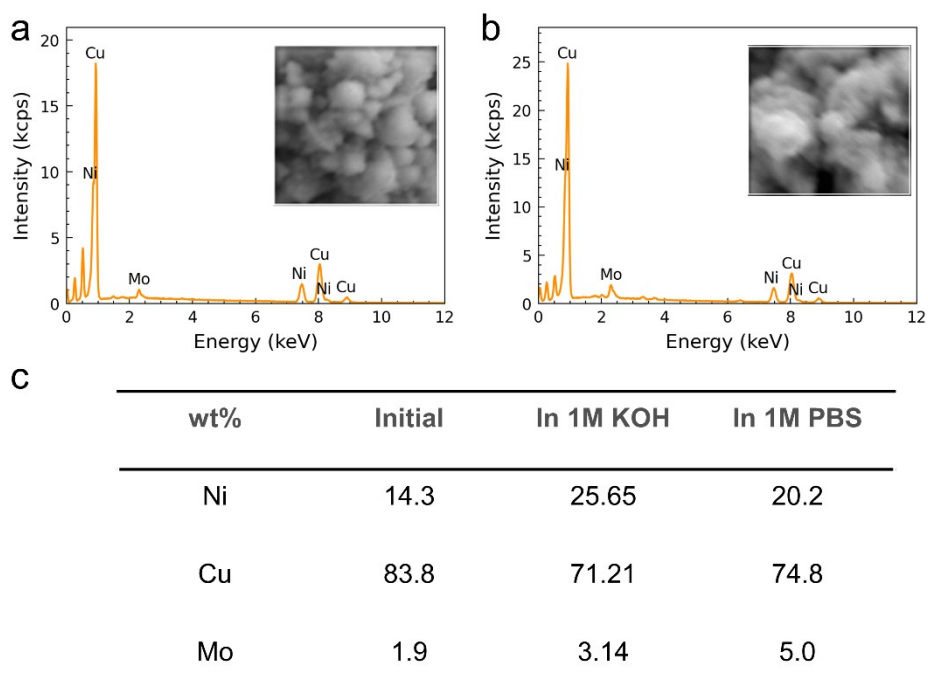 a
20
15
10
5
0
Intensity (kcps)
Cu
Ni
Mo
Ni
Cu
Ni
Cu
0 2 4 6 8 10 12
Energy (keV)
b
25
20
15
10
5
0
Intensity (kcps)
Cu
Ni
Mo
Ni
Cu
Ni
Cu
0 2 4 6 8 10 12
Energy (keV)
c
wt% Initial In 1M KOH In 1M PBS
Ni 14.3 25.65 20.2
Cu 83.8 71.21 74.8
Mo 1.9 3.14 5.0